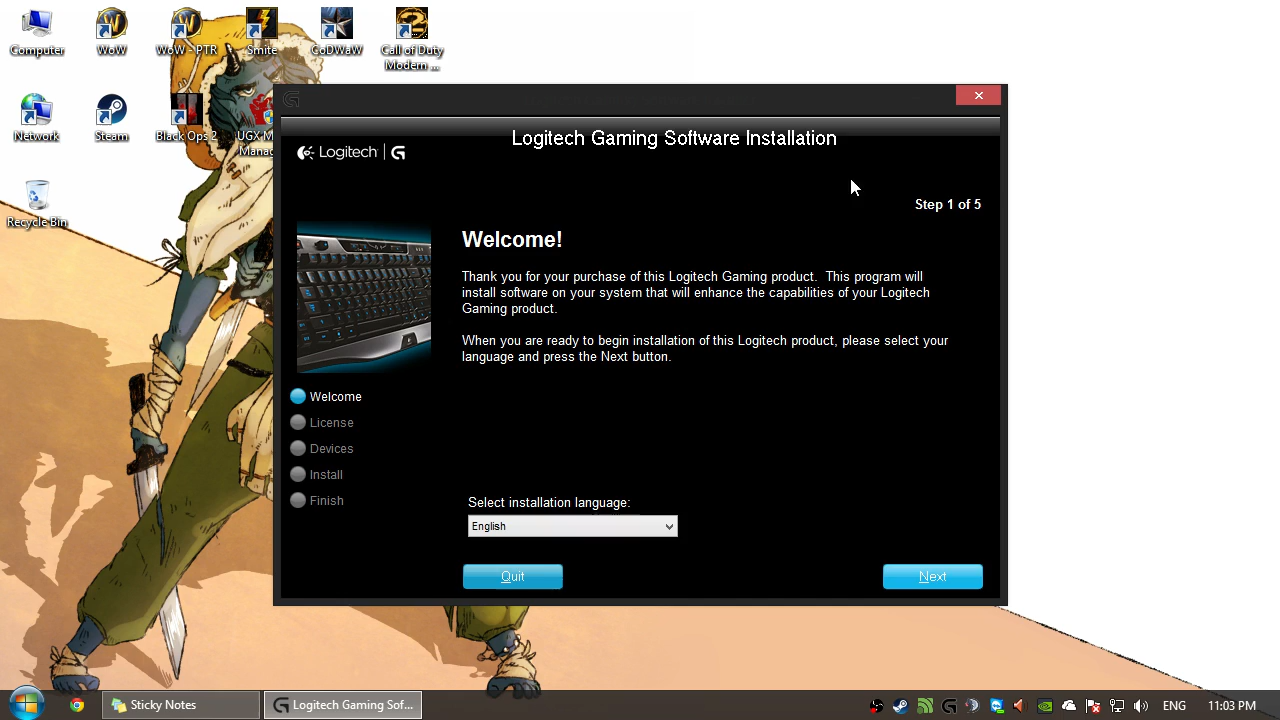 Computer
WoW
WoW - PTR
Smite
CoDWaW
Call of Duty
Modern ...
Network
Steam
Black Ops 2
UGX M
Mana
Recycle Bin
Logitech Gaming Software Installation
Logitech | G
Step 1 of 5
Welcome!
Thank you for your purchase of this Logitech Gaming product. This program will
install software on your system that will enhance the capabilities of your Logitech
Gaming product.
When you are ready to begin installation of this Logitech product, please select your
language and press the Next button.
Welcome
License
Devices
Install
Finish
Select installation language:
English
Quit
Next
Sticky Notes
Logitech Gaming Sof...
ENG
11:03 PM